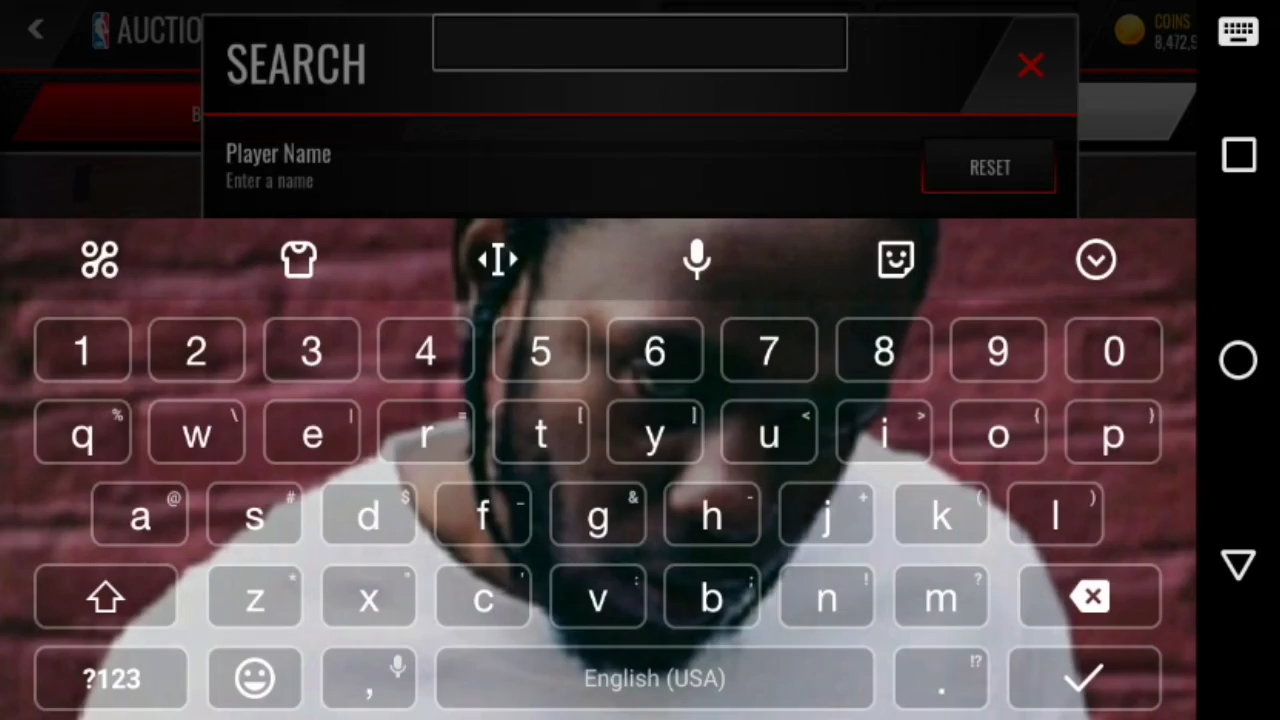 AUCTIO
SEARCH
COINS
8,472,9
B
Player Name
Enter a name
RESET
1 2 3 4 5 6 7 8 9 0
% \ | = [ ] < > { }
q w e r t y u i o p
@ # $ _ & - + ( )
a s d f g h j k l
* " ' : ; ! ?
z x c v b n m
!?
?123 , English (USA) .